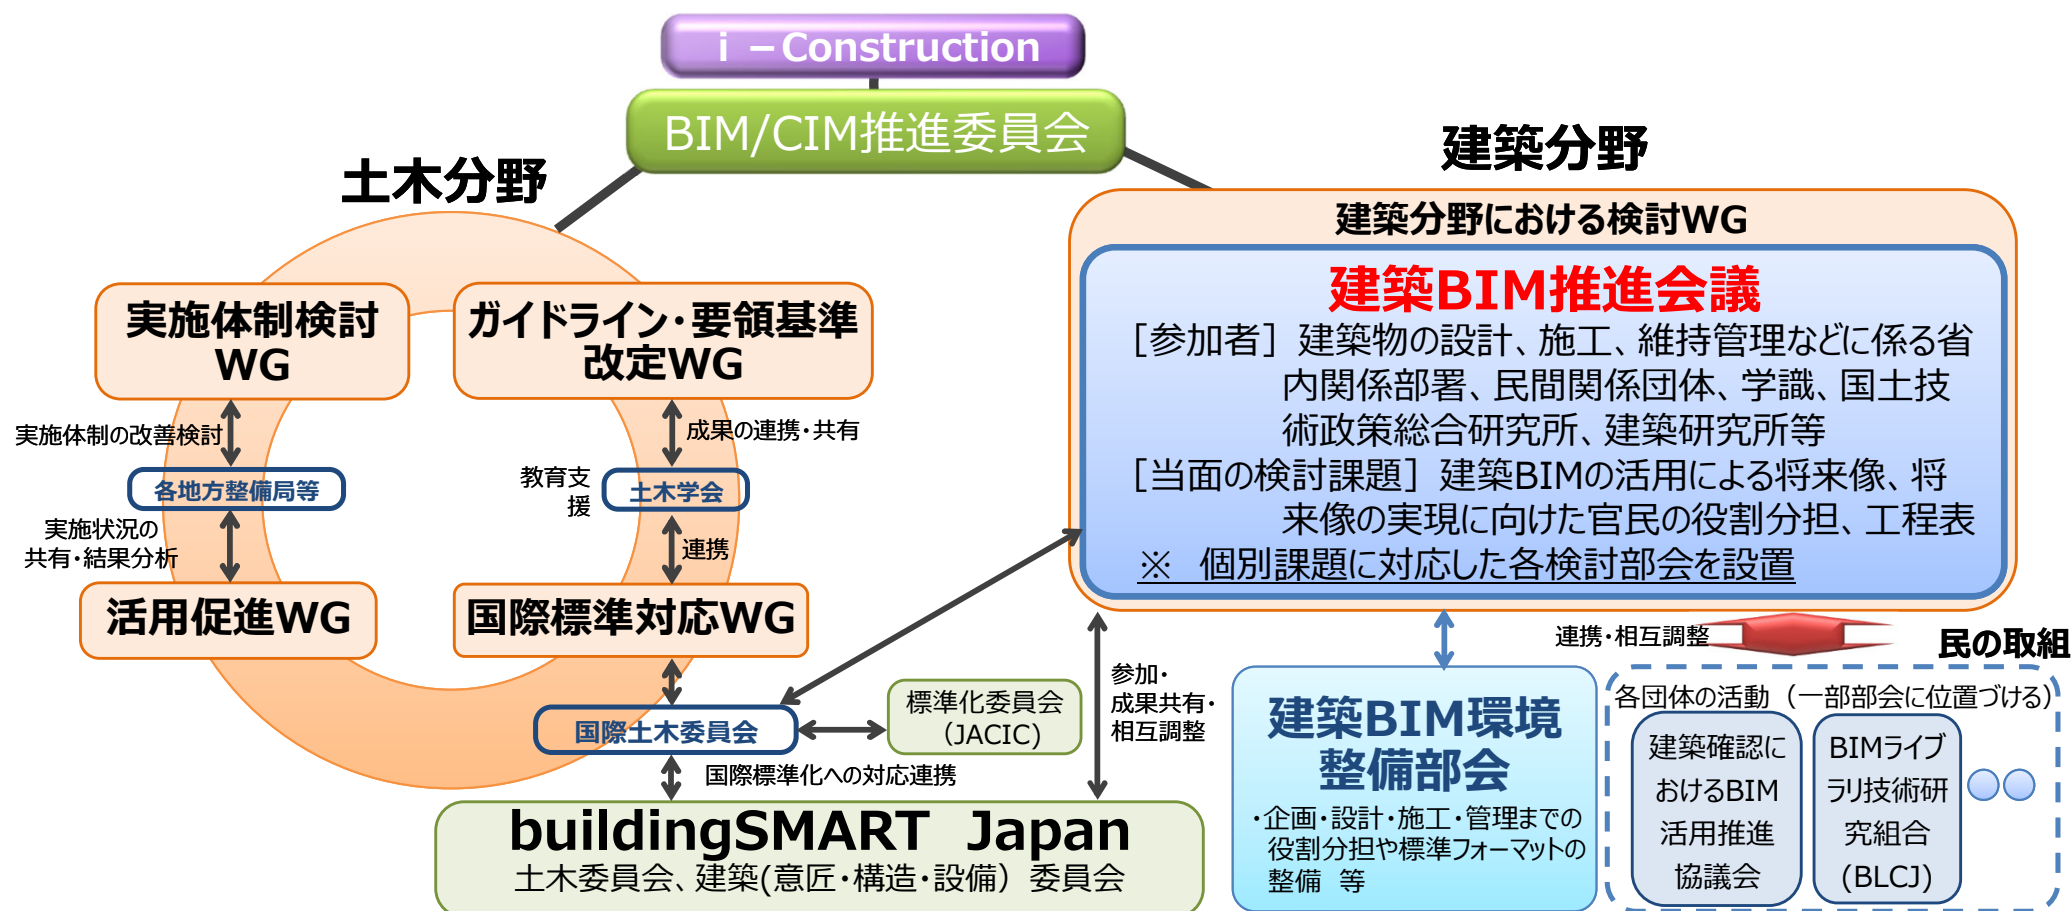 i －Construction
BIM/CIM推進委員会
土木分野
建築分野
実施体制検討
WG
ガイドライン・要領基準
改定WG
実施体制の改善検討
成果の連携・共有
各地方整備局等
教育支
援
土木学会
実施状況の
共有・結果分析
連携
活用促進WG
国際標準対応WG
国際土木委員会
標準化委員会
（JACIC)
国際標準化への対応連携
buildingSMART Japan
土木委員会、建築(意匠・構造・設備）委員会
建築分野における検討WG
建築BIM推進会議
［参加者］建築物の設計、施工、維持管理などに係る省
内関係部署、民間関係団体、学識、国土技
術政策総合研究所、建築研究所等
［当面の検討課題］建築BIMの活用による将来像、将
来像の実現に向けた官民の役割分担、工程表
※　個別課題に対応した各検討部会を設置
参加・
成果共有・
相互調整
建築BIM環境
整備部会
・企画・設計・施工・管理までの
役割分担や標準フォーマットの
整備　等
連携・相互調整
民の取組
各団体の活動（一部部会に位置づける）
建築確認に
おけるBIM
活用推進
協議会
BIMライブ
ラリ技術研
究組合
(BLCJ)